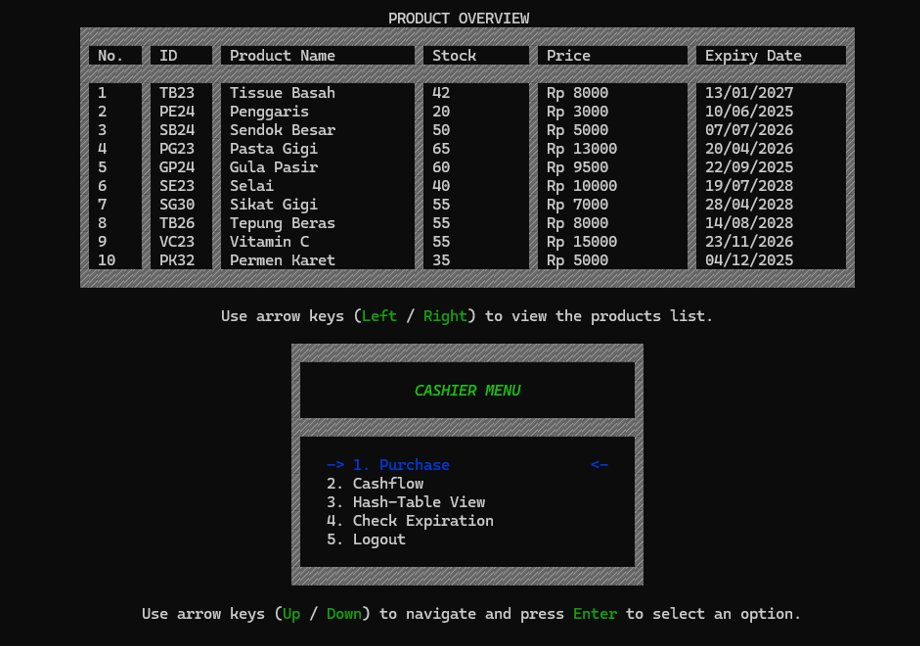 PRODUCT OVERVIEW
No. ID Product Name Stock Price Expiry Date
1 TB23 Tissue Basah 42 Rp 8000 13/01/2027
2 PE24 Penggaris 20 Rp 3000 10/06/2025
3 SB24 Sendok Besar 50 Rp 5000 07/07/2026
4 PG23 Pasta Gigi 65 Rp 13000 20/04/2026
5 GP24 Gula Pasir 60 Rp 9500 22/09/2025
6 SE23 Selai 40 Rp 10000 19/07/2028
7 SG30 Sikat Gigi 55 Rp 7000 28/04/2028
8 TB26 Tepung Beras 55 Rp 8000 14/08/2028
9 VC23 Vitamin C 55 Rp 15000 23/11/2026
10 PK32 Permen Karet 35 Rp 5000 04/12/2025
Use arrow keys (Left / Right) to view the products list.
CASHIER MENU
-> 1. Purchase <-
2. Cashflow
3. Hash-Table View
4. Check Expiration
5. Logout
Use arrow keys (Up / Down) to navigate and press Enter to select an option.